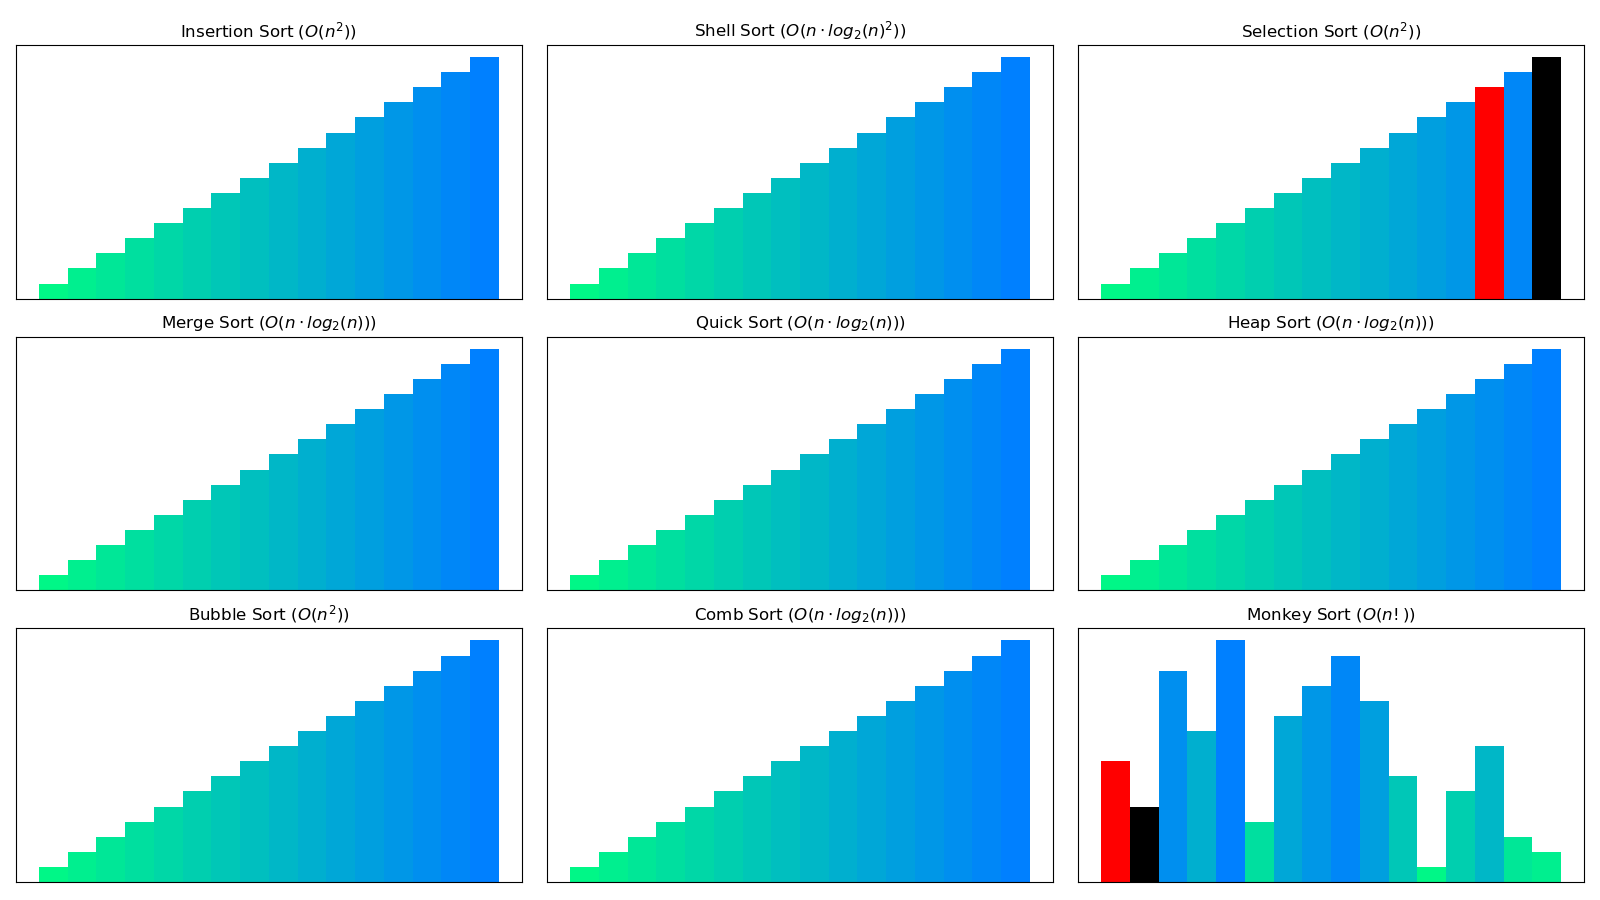 Insertion Sort (O(n²))
Shell Sort (O(n · log₂(n)²))
Selection Sort (O(n²))
Merge Sort (O(n · log₂(n)))
Quick Sort (O(n · log₂(n)))
Heap Sort (O(n · log₂(n)))
Bubble Sort (O(n²))
Comb Sort (O(n · log₂(n)))
Monkey Sort (O(n!))